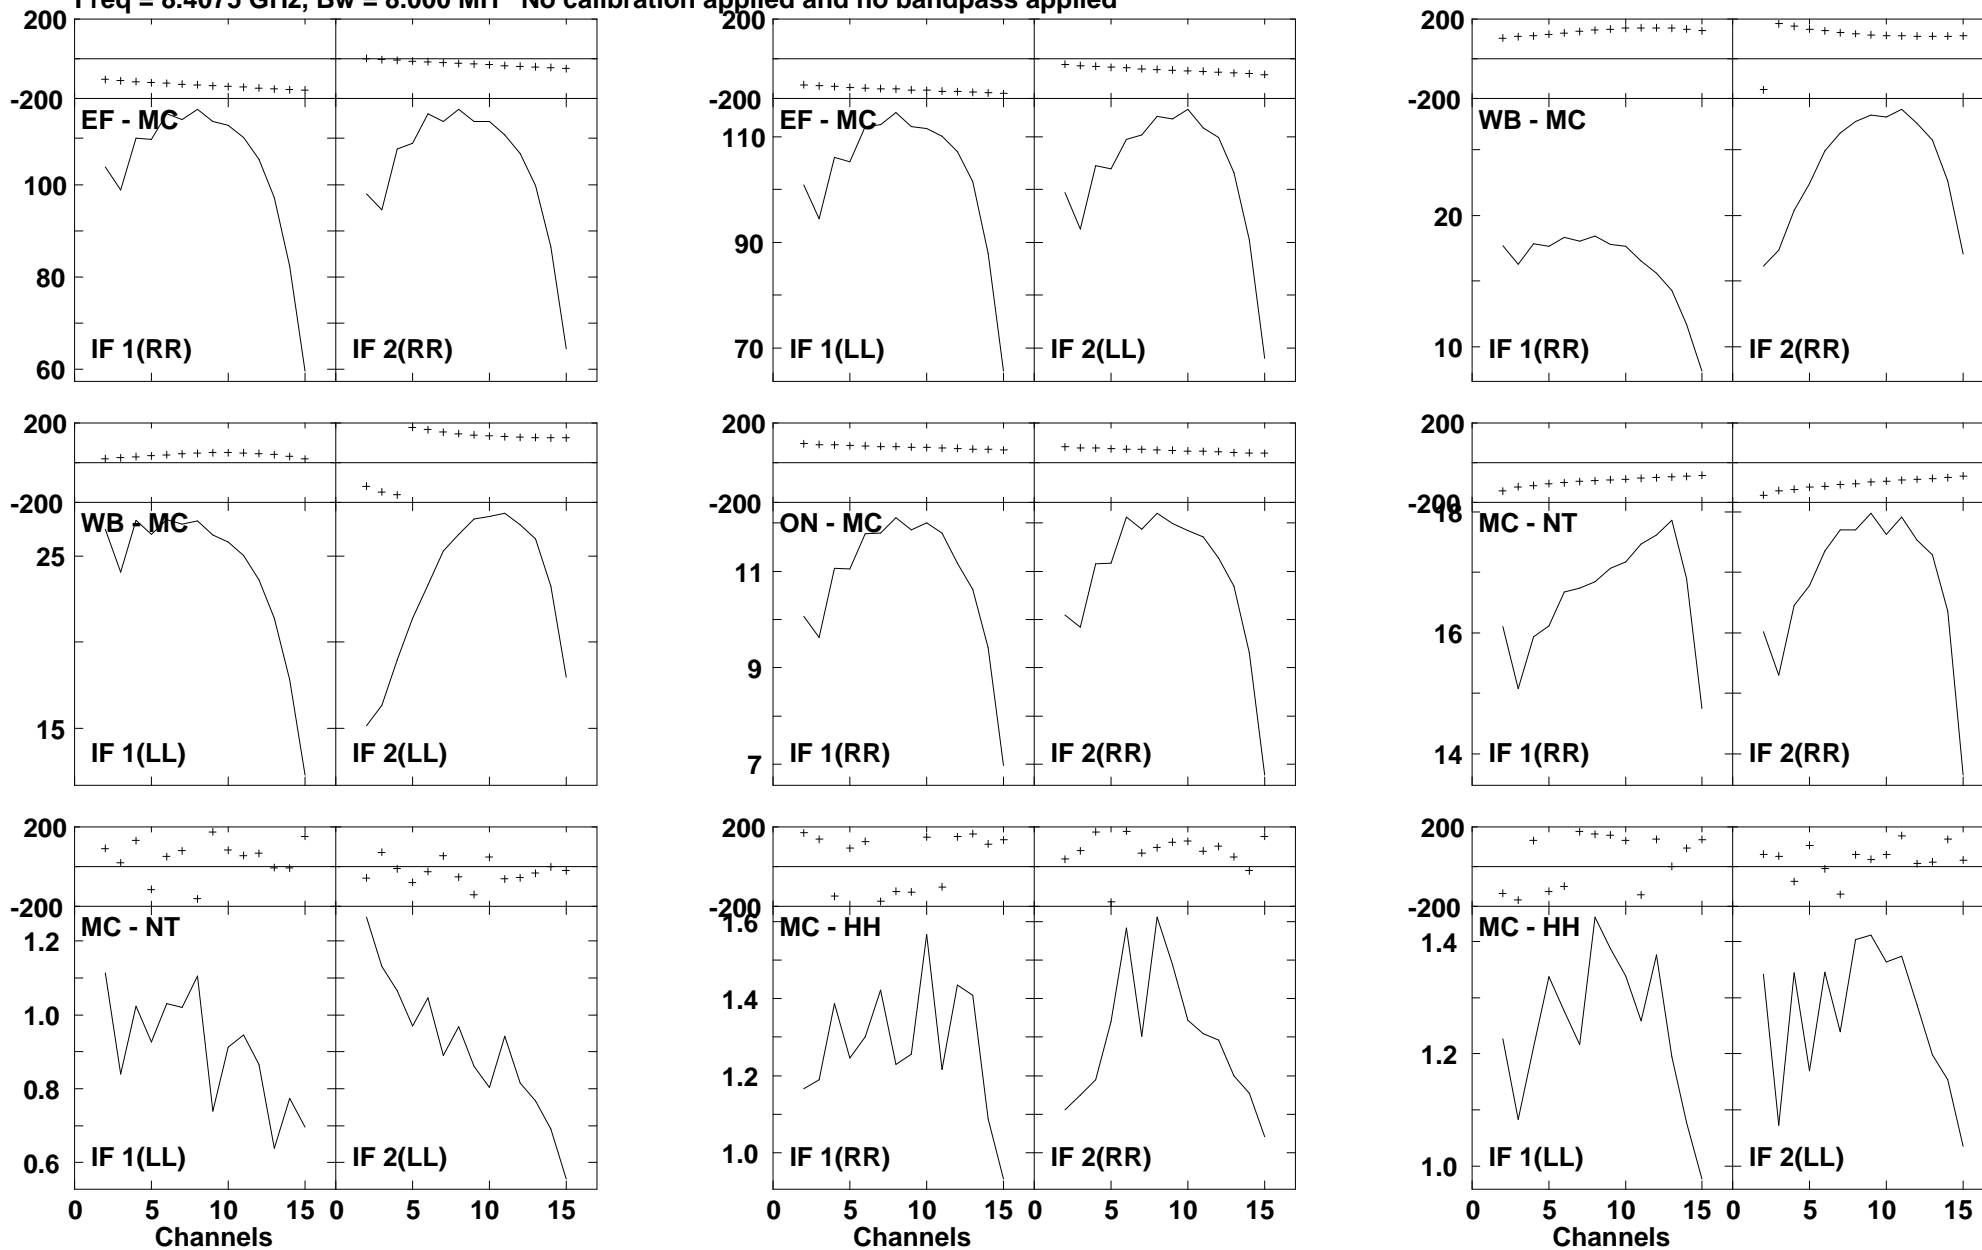 Freq = 8.4075 GHz, Bw = 8.000 MH No calibration applied and no bandpass applied
200
-200
EF - MC
100
80
60
IF 1(RR)
IF 2(RR)
200
-200
EF - MC
110
90
70
IF 1(LL)
IF 2(LL)
200
-200
WB - MC
20
10
IF 1(RR)
IF 2(RR)
200
-200
WB - MC
25
15
IF 1(LL)
IF 2(LL)
200
-200
ON - MC
11
9
7
IF 1(RR)
IF 2(RR)
200
-200
18
MC - NT
16
14
IF 1(RR)
IF 2(RR)
200
-200
MC - NT
1.2
1.0
0.8
0.6
IF 1(LL)
IF 2(LL)
0 5 10 15 0 5 10 15
Channels
200
-200
1.6
MC - HH
1.4
1.2
1.0
IF 1(RR)
IF 2(RR)
0 5 10 15 0 5 10 15
Channels
200
-200
MC - HH
1.4
1.2
1.0
IF 1(LL)
IF 2(LL)
0 5 10 15 0 5 10 15
Channels